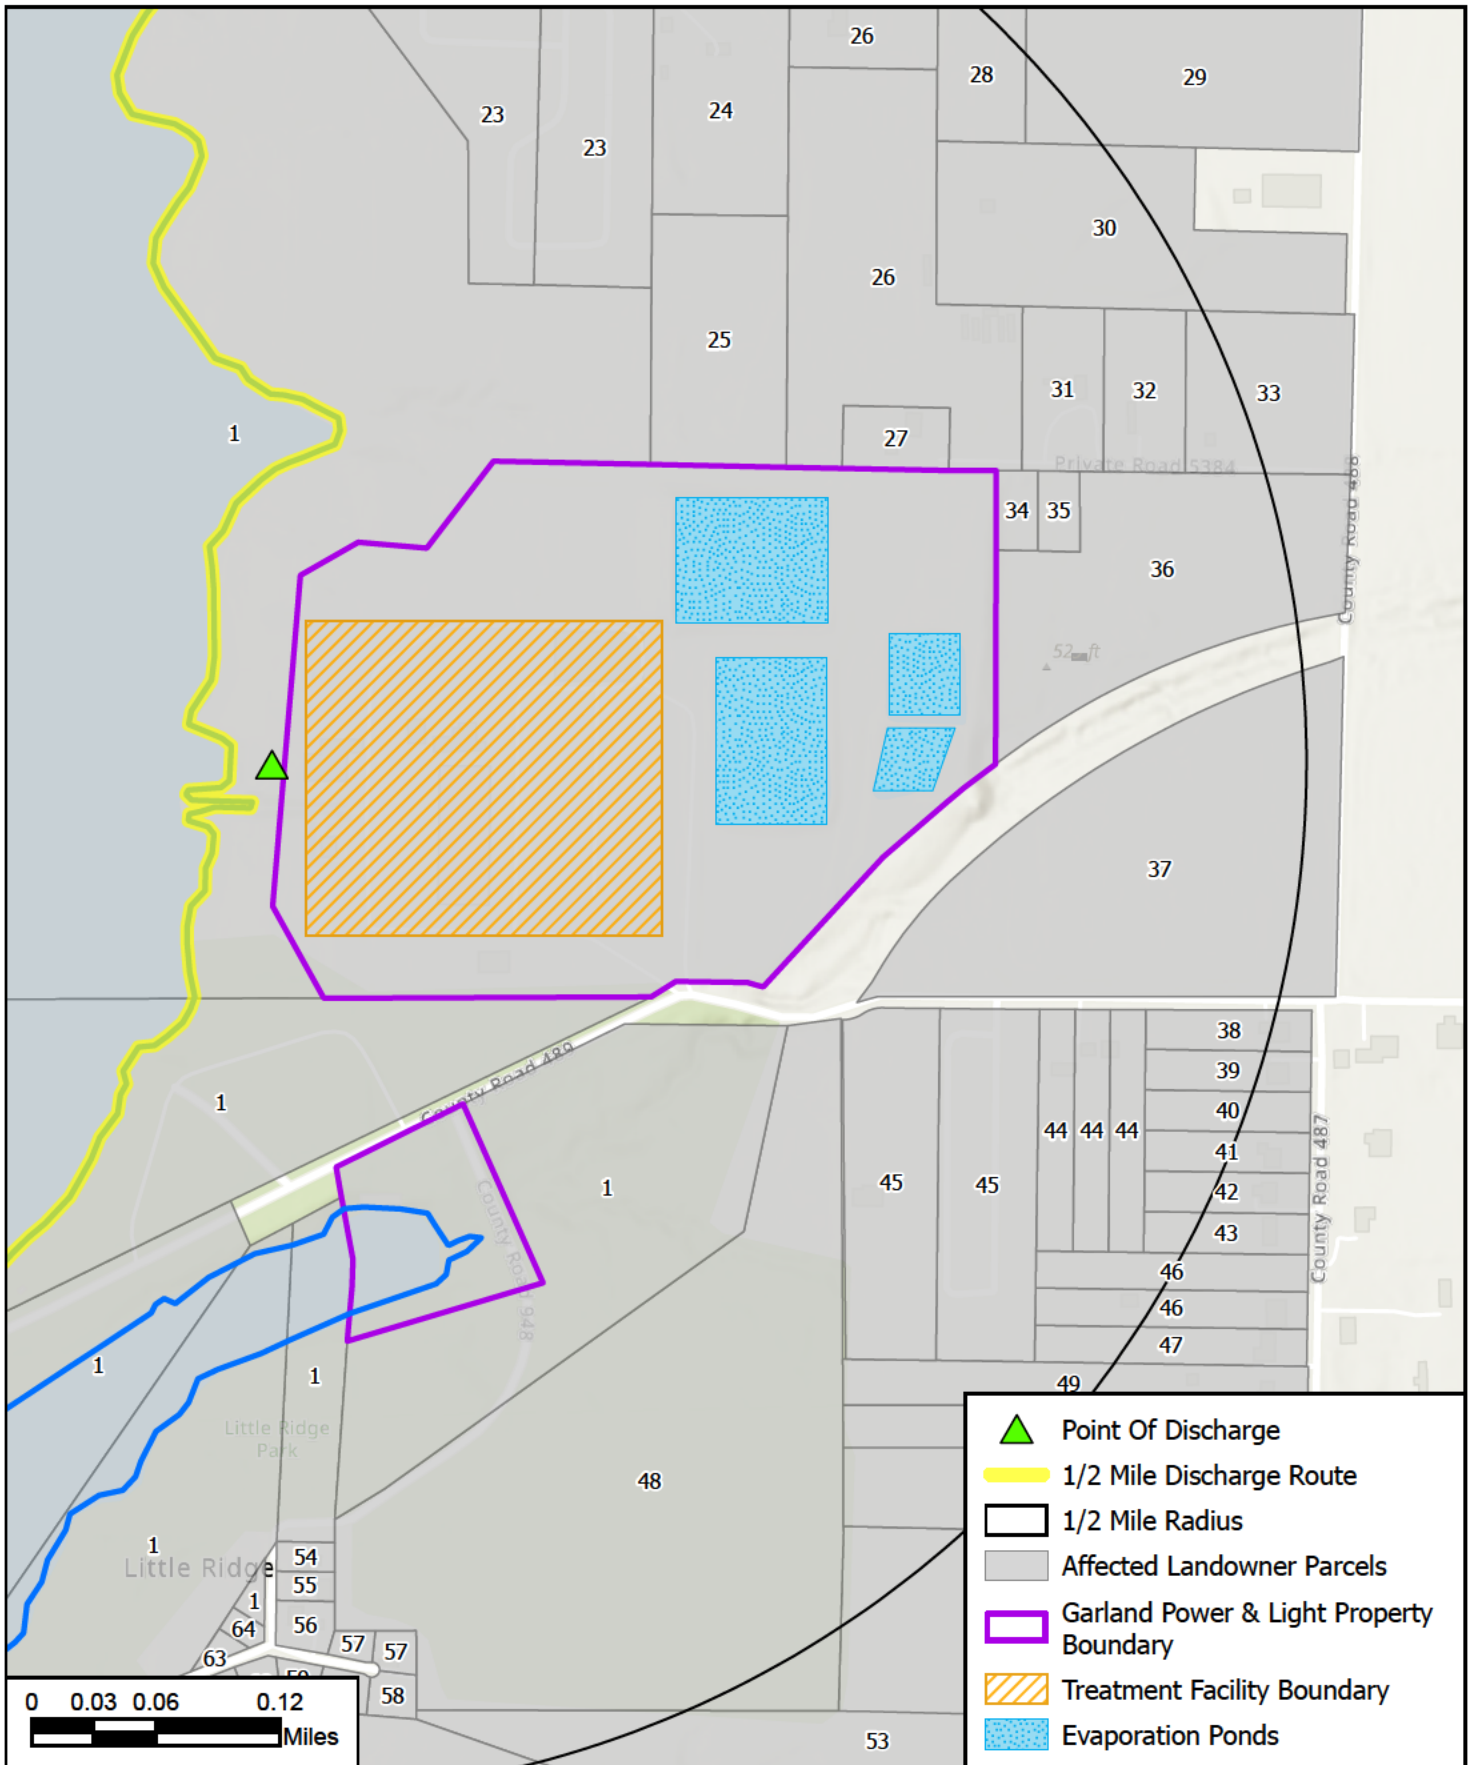 26
28
29
23
24
23
30
26
25
31
32
33
27
1
Private Road 5384
34
35
36
County Road 488
37
38
39
County Road 489
40
1
44
44
44
41
45
45
1
42
43
County Road 487
County Road 948
46
46
47
1
1
49
Little Ridge
Park
48
1
54
Little Ridge
55
1
56
64
57
57
63
58
53
Point Of Discharge
1/2 Mile Discharge Route
1/2 Mile Radius
Affected Landowner Parcels
Garland Power & Light Property
Boundary
Treatment Facility Boundary
Evaporation Ponds
0 0.03 0.06 0.12
Miles